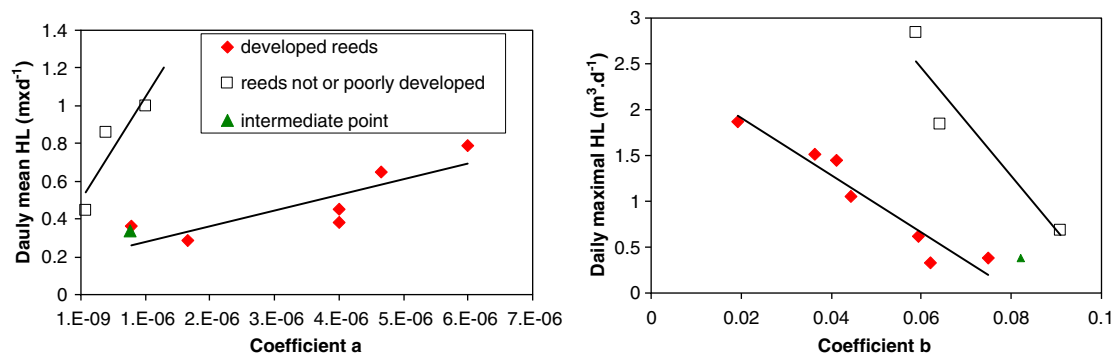 Dauly mean HL (mxd-1)
1.4
1.2
1
0.8
0.6
0.4
0.2
0
developed reeds
reeds not or poorly developed
intermediate point
1.E-09 1.E-06 2.E-06 3.E-06 4.E-06 5.E-06 6.E-06 7.E-06
Coefficient a
Daily maximal HL (m³.d-1)
3
2.5
2
1.5
1
0.5
0
0 0.02 0.04 0.06 0.08 0.1
Coefficient b